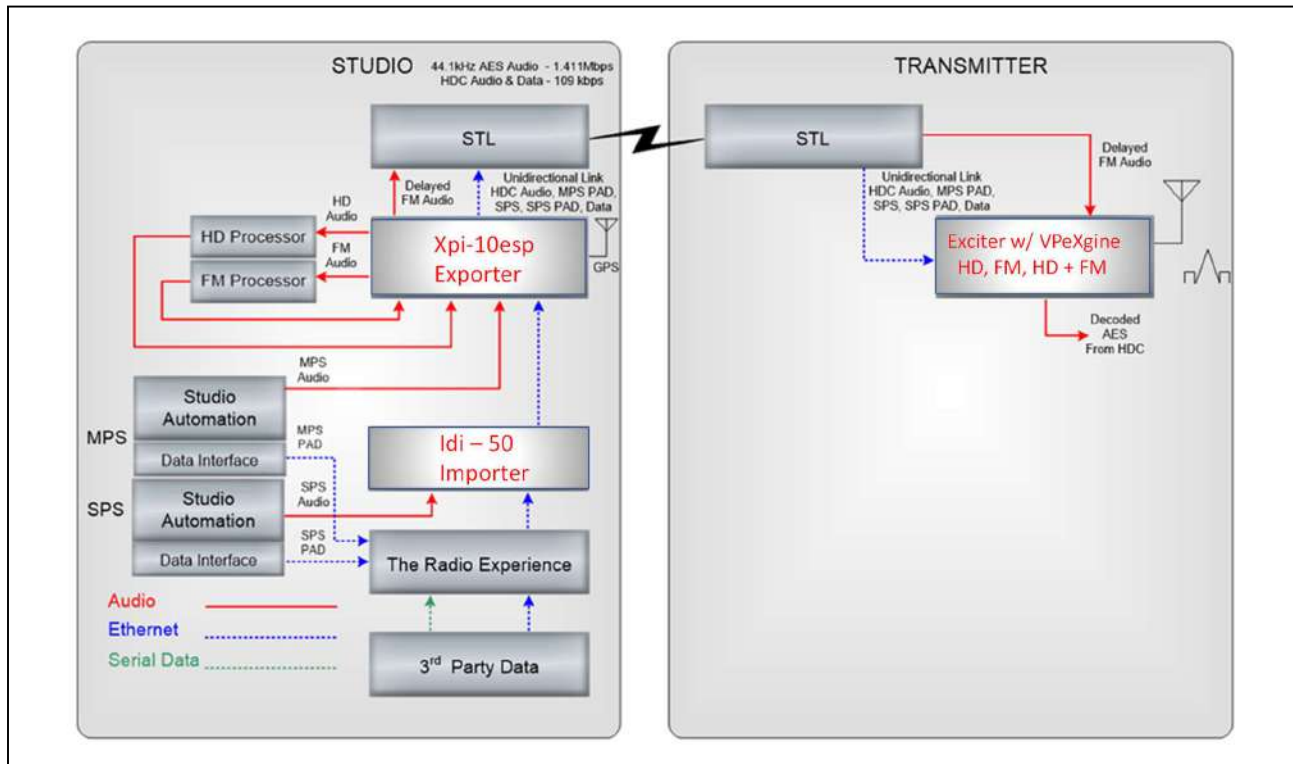 STUDIO
44.1kHz AES Audio - 1.411Mbps
HDC Audio & Data - 109 kbps
STL
Delayed
FM Audio
Unidirectional Link
HDC Audio, MPS PAD,
SPS, SPS PAD, Data
HD
Audio
HD Processor
FM
Audio
FM Processor
Xpi-10esp
Exporter
GPS
MPS
Audio
MPS
Studio
Automation
Data Interface
MPS
PAD
Idi – 50
Importer
SPS
Studio
Automation
Data Interface
SPS
Audio
SPS
PAD
The Radio Experience
3rd Party Data
Audio
Ethernet
Serial Data
TRANSMITTER
STL
Delayed
FM Audio
Unidirectional Link
HDC Audio, MPS PAD,
SPS, SPS PAD, Data
Exciter w/ VPeXgine
HD, FM, HD + FM
Decoded
AES
From HDC